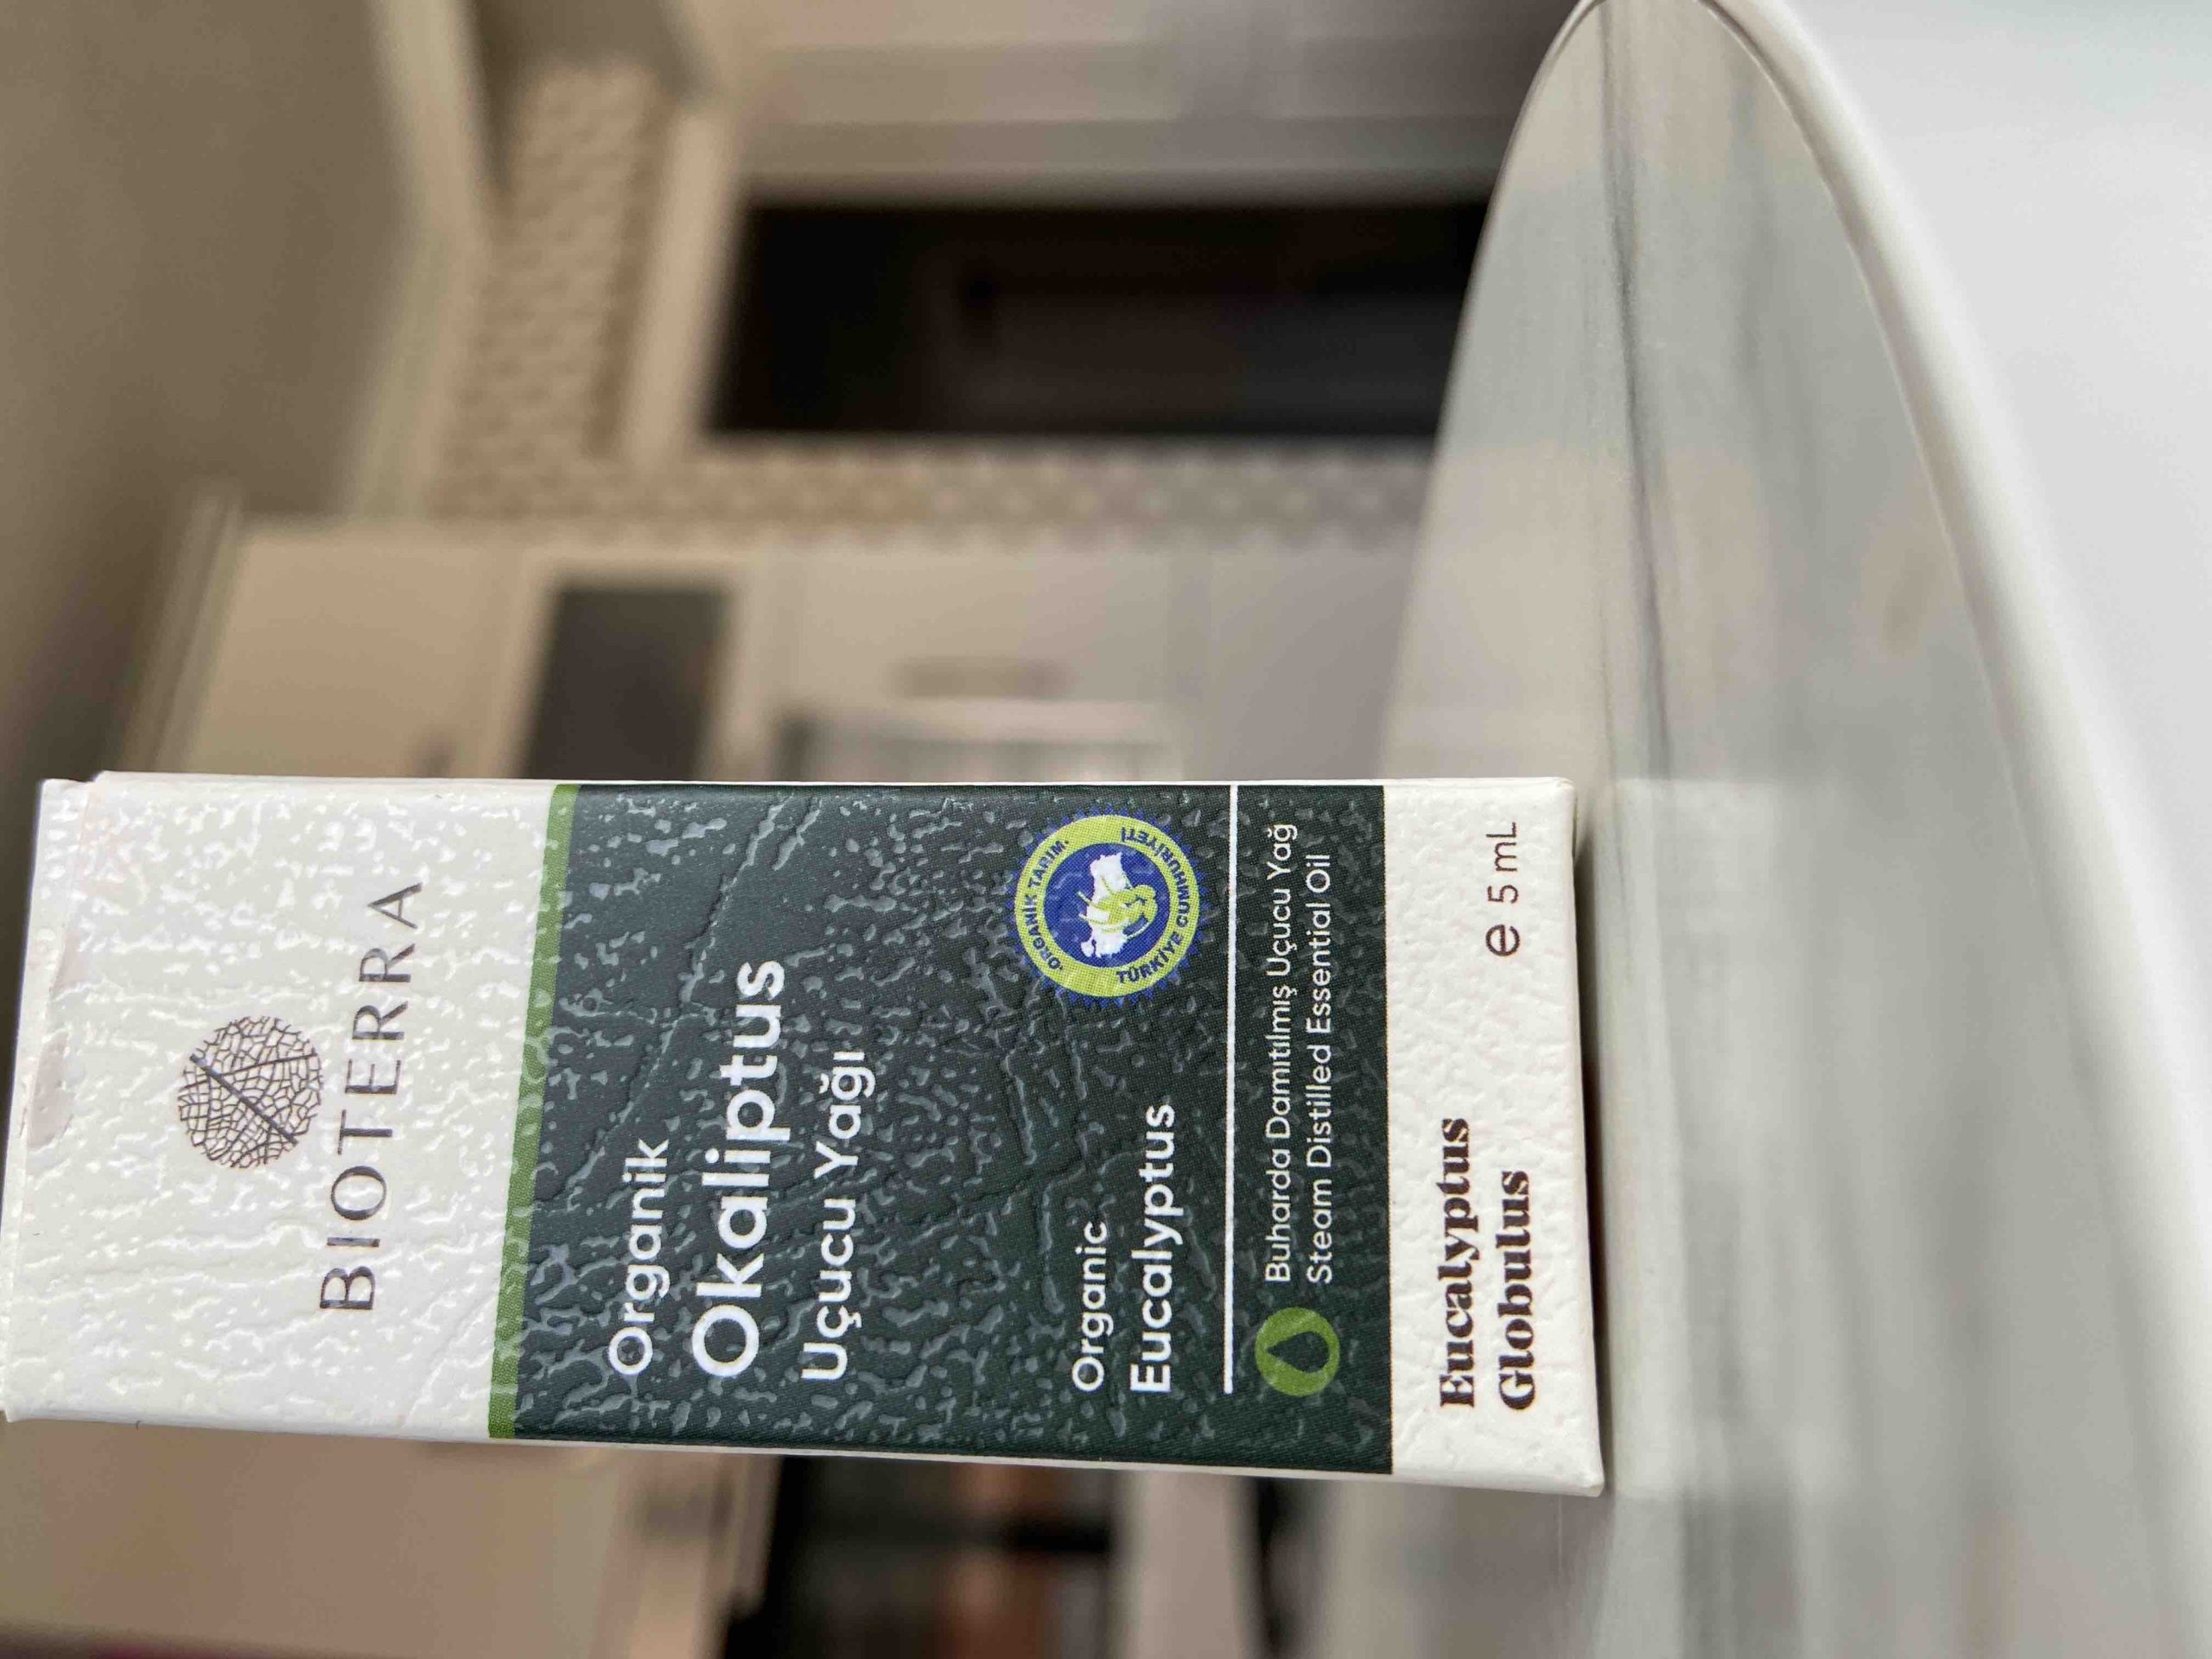 BIOTERRA
Organik
Okaliptus
Uçucu Yağı
Organic
Eucalyptus
·ORGANİK TARIM·
TÜRKİYE CUMHURİYETİ
Buharda Damıtılmış Uçucu Yağ
Steam Distilled Essential Oil
Eucalyptus
Globulus
℮ 5 mL